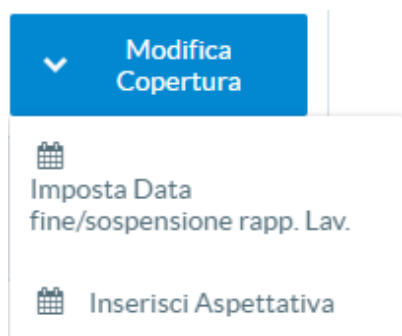 Modifica
Copertura
Imposta Data
fine/sospensione rapp. Lav.
Inserisci Aspettativa